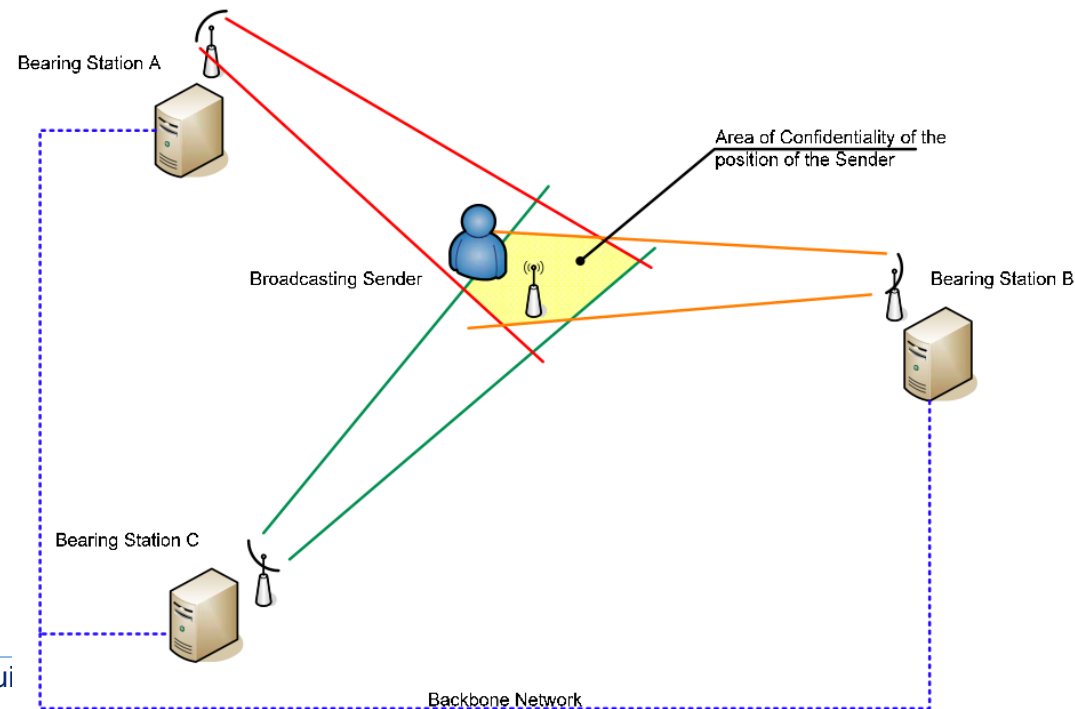 Bearing Station A
Area of Confidentiality of the
position of the Sender
Broadcasting Sender
Bearing Station B
Bearing Station C
ui
Backbone Network